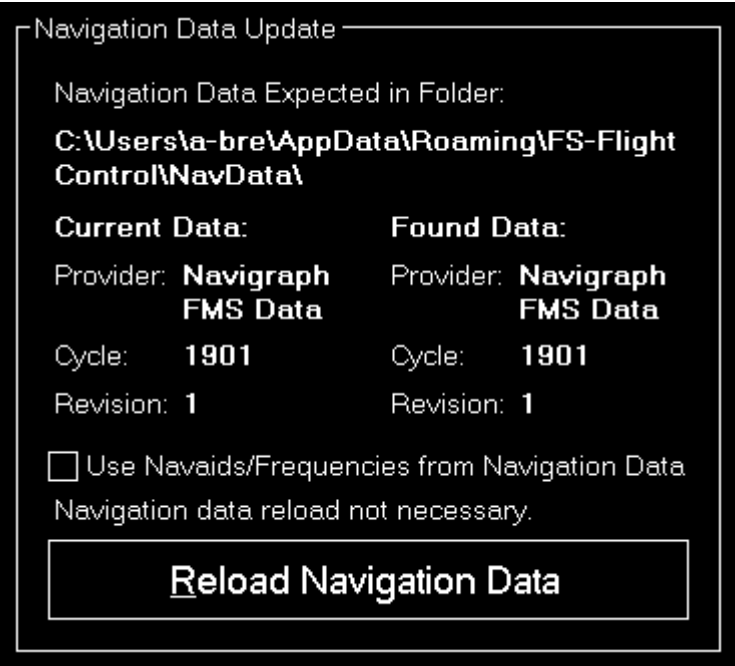 Navigation Data Update
Navigation Data Expected in Folder:
C:\Users\a-bre\AppData\Roaming\FS-Flight
Control\NavData\
Current Data: Found Data:
Provider: Navigraph Provider: Navigraph
FMS Data FMS Data
Cycle: 1901 Cycle: 1901
Revision: 1 Revision: 1
Use Navaids/Frequencies from Navigation Data
Navigation data reload not necessary.
Reload Navigation Data